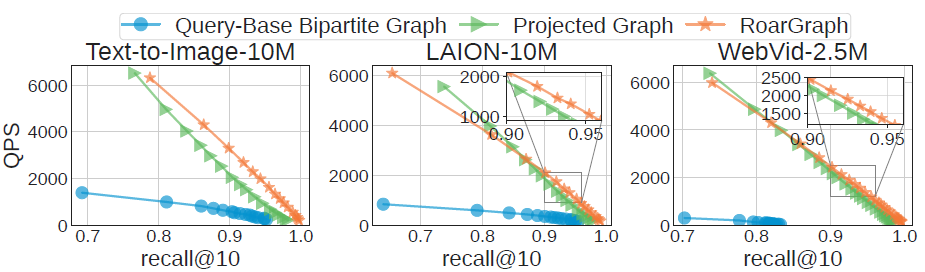 Query-Base Bipartite Graph Projected Graph RoarGraph
Text-to-Image-10M LAION-10M WebVid-2.5M
QPS
6000
4000
2000
0
0.7 0.8 0.9 1.0
recall@10
6000
4000
2000
0
0.7 0.8 0.9 1.0
recall@10
2000
1000
0.90 0.95
6000
4000
2000
0
0.7 0.8 0.9 1.0
recall@10
2500
2000
1500
0.90 0.95